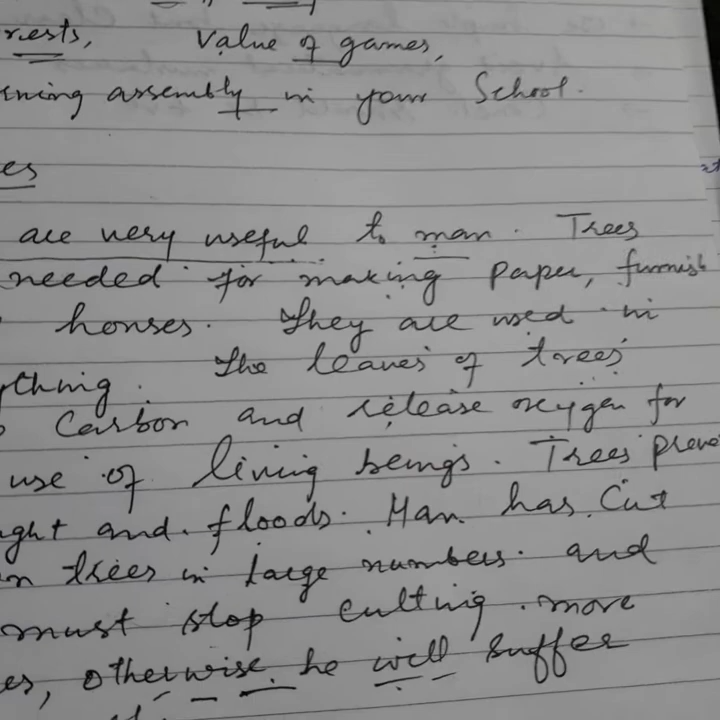 rests, Value of games,
rning assembly in your School.
es
are very useful to man. Trees
needed for making paper, furnish
houses. They are used in
ything. The leaves of trees
Carbon and release oxygen for
use of living beings. Trees preve
ght and floods. Man has Cut
n trees in large numbers. and
must stop cutting more
es, otherwise he will suffer